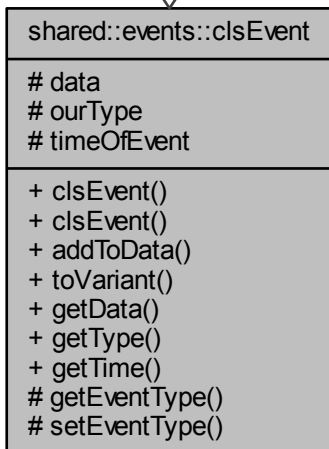 shared::events::clsEvent
# data
# ourType
# timeOfEvent
+ clsEvent()
+ clsEvent()
+ addToData()
+ toVariant()
+ getData()
+ getType()
+ getTime()
# getEventType()
# setEventType()